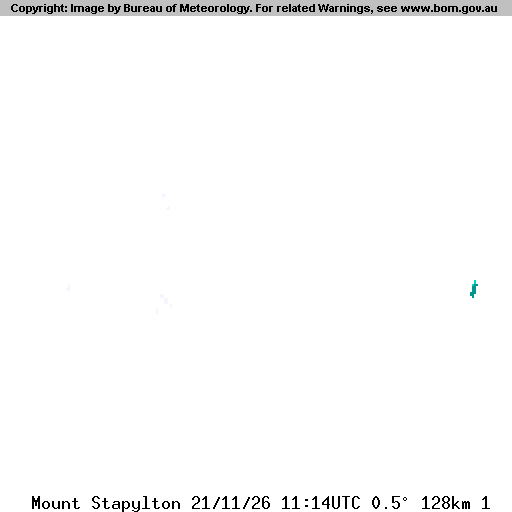 Copyright: Image by Bureau of Meteorology. For related Warnings, see www.bom.gov.au
Mount Stapylton 21/11/26 11:14UTC 0.5° 128km 1